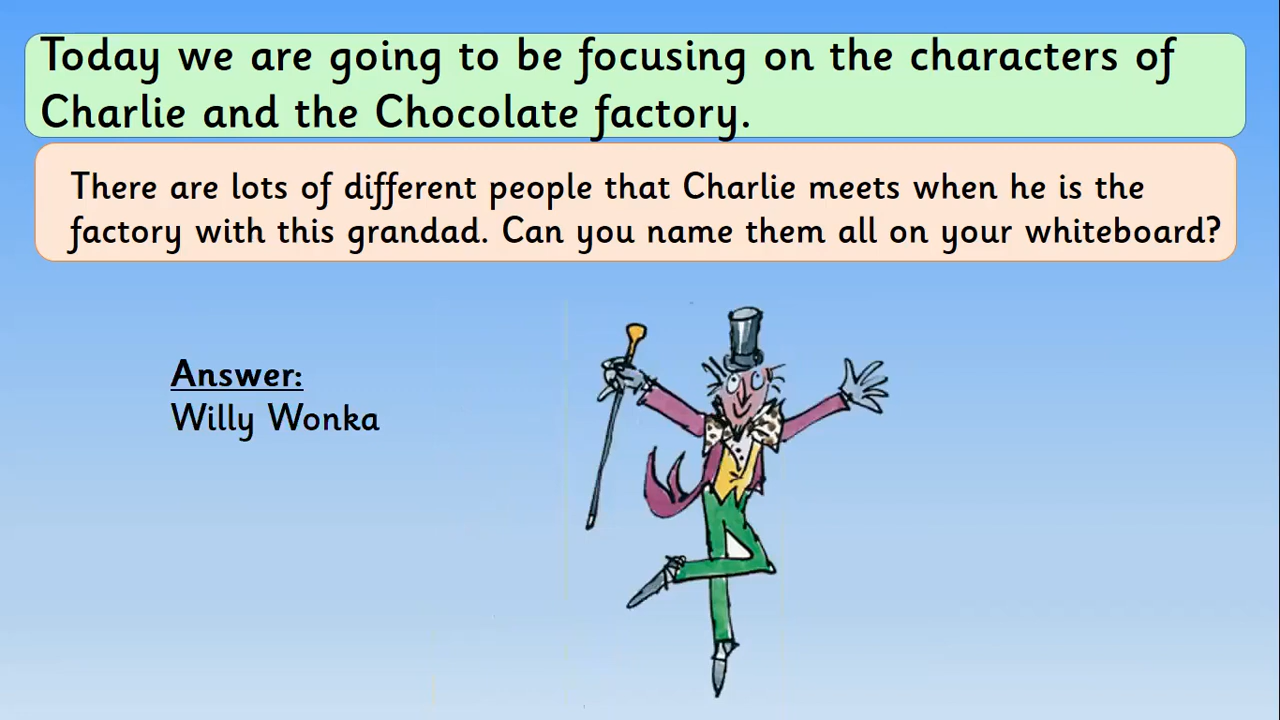 Today we are going to be focusing on the characters of
Charlie and the Chocolate factory.
There are lots of different people that Charlie meets when he is the
factory with this grandad. Can you name them all on your whiteboard?
Answer:
Willy Wonka